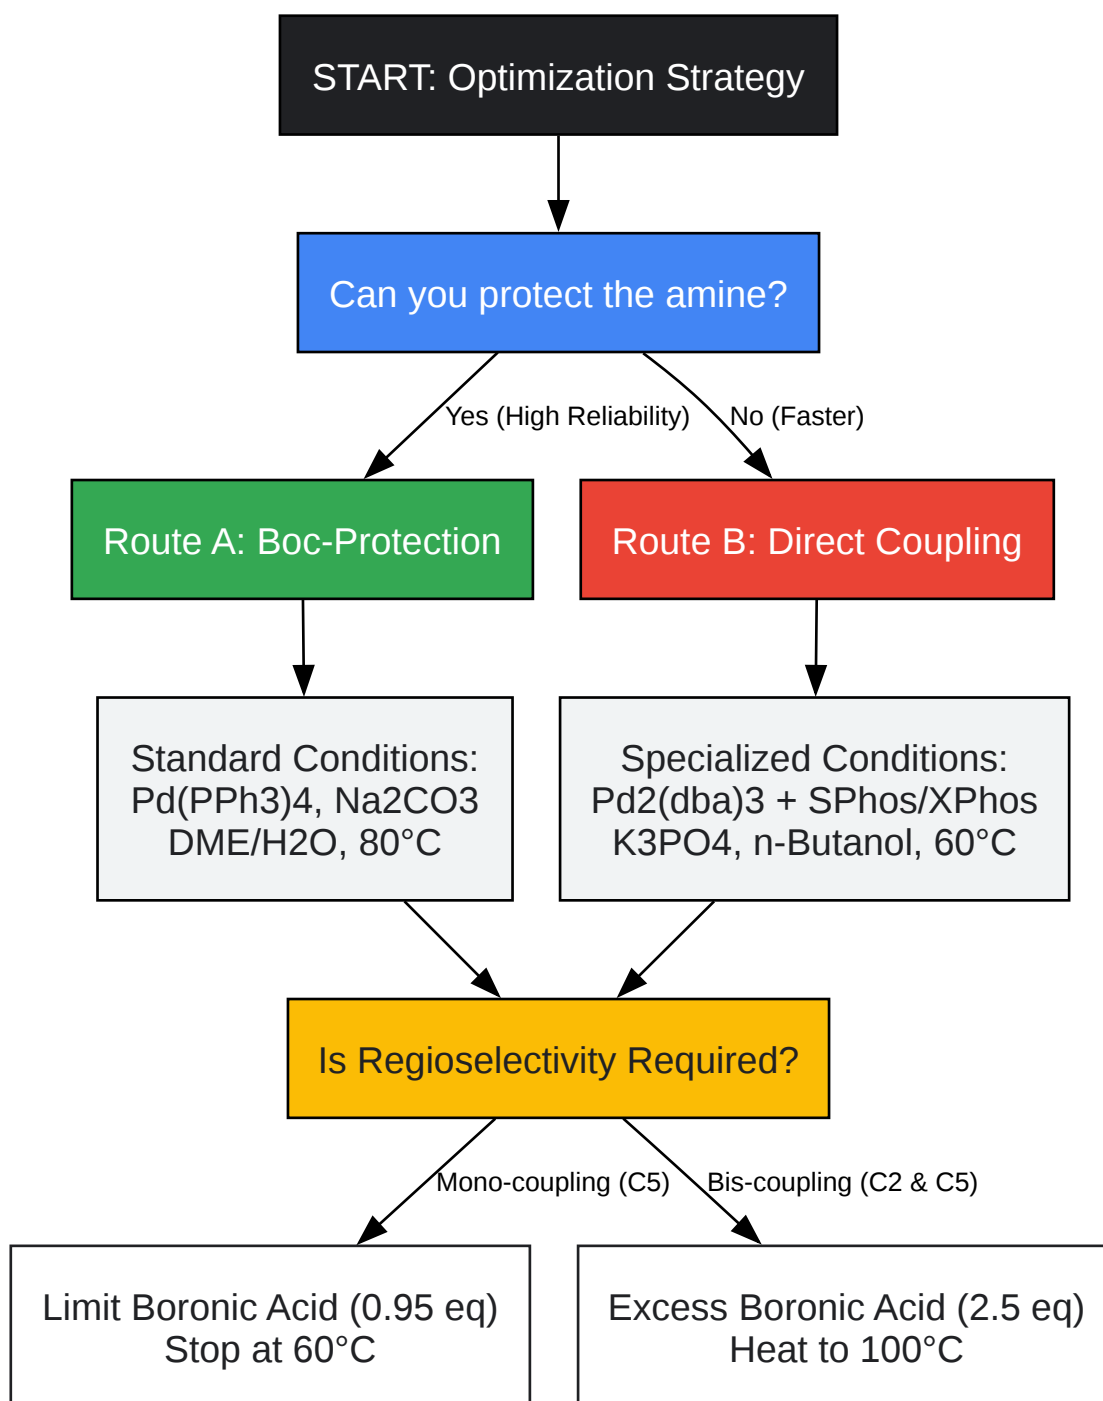 START: Optimization Strategy
Can you protect the amine?
Yes (High Reliability)
No (Faster)
Route A: Boc-Protection
Route B: Direct Coupling
Standard Conditions:
Pd(PPh3)4, Na2CO3
DME/H2O, 80°C
Specialized Conditions:
Pd2(dba)3 + SPhos/XPhos
K3PO4, n-Butanol, 60°C
Is Regioselectivity Required?
Mono-coupling (C5)
Bis-coupling (C2 & C5)
Limit Boronic Acid (0.95 eq)
Stop at 60°C
Excess Boronic Acid (2.5 eq)
Heat to 100°C